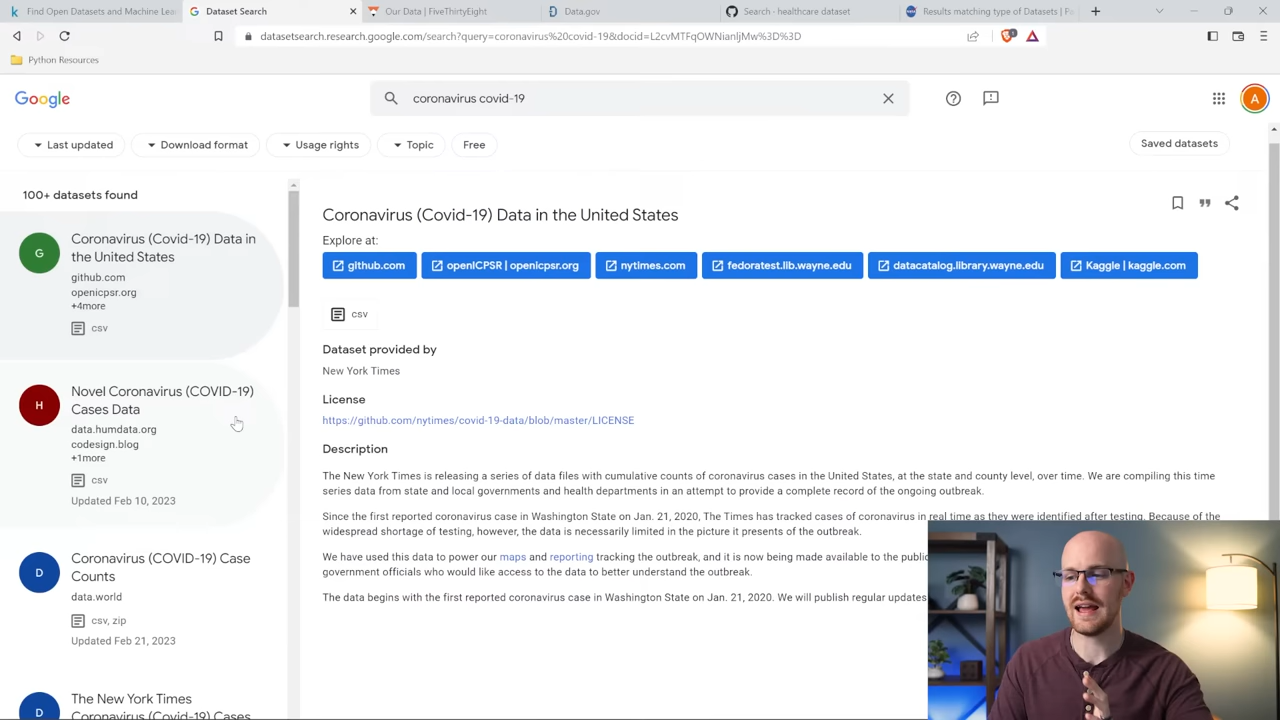 Find Open Datasets and Machine Lea
Dataset Search
Our Data | FiveThirtyEight
Data.gov
Search · healthcare dataset
Results matching type of Datasets | Pa
datasetsearch.research.google.com/search?query=coronavirus%20covid-19&docid=L2cvMTFqOWNianljMw%3D%3D
Python Resources
Google
coronavirus covid-19
A
Last updated
Download format
Usage rights
Topic
Free
Saved datasets
100+ datasets found
G
Coronavirus (Covid-19) Data in
the United States
github.com
openicpsr.org
+4more
csv
H
Novel Coronavirus (COVID-19)
Cases Data
data.humdata.org
codesign.blog
+1more
csv
Updated Feb 10, 2023
D
Coronavirus (COVID-19) Case
Counts
data.world
csv, zip
Updated Feb 21, 2023
D
The New York Times
Coronavirus (Covid-19) Cases
Coronavirus (Covid-19) Data in the United States
Explore at:
github.com
openICPSR | openicpsr.org
nytimes.com
fedoratest.lib.wayne.edu
datacatalog.library.wayne.edu
Kaggle | kaggle.com
csv
Dataset provided by
New York Times
License
https://github.com/nytimes/covid-19-data/blob/master/LICENSE
Description
The New York Times is releasing a series of data files with cumulative counts of coronavirus cases in the United States, at the state and county level, over time. We are compiling this time
series data from state and local governments and health departments in an attempt to provide a complete record of the ongoing outbreak.
Since the first reported coronavirus case in Washington State on Jan. 21, 2020, The Times has tracked cases of coronavirus in real time as they were identified after testing. Because of the
widespread shortage of testing, however, the data is necessarily limited in the picture it presents of the outbreak.
We have used this data to power our maps and reporting tracking the outbreak, and it is now being made available to the public
government officials who would like access to the data to better understand the outbreak.
The data begins with the first reported coronavirus case in Washington State on Jan. 21, 2020. We will publish regular updates